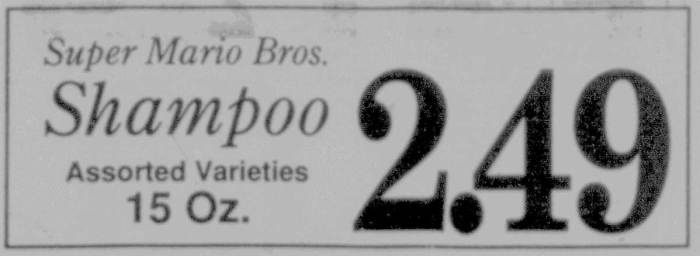 Super Mario Bros.
Shampoo
Assorted Varieties
15 Oz.
2.49